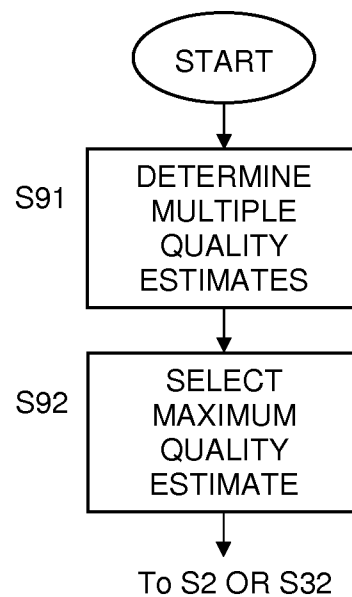 START
S91
DETERMINE
MULTIPLE
QUALITY
ESTIMATES
S92
SELECT
MAXIMUM
QUALITY
ESTIMATE
To S2 OR S32